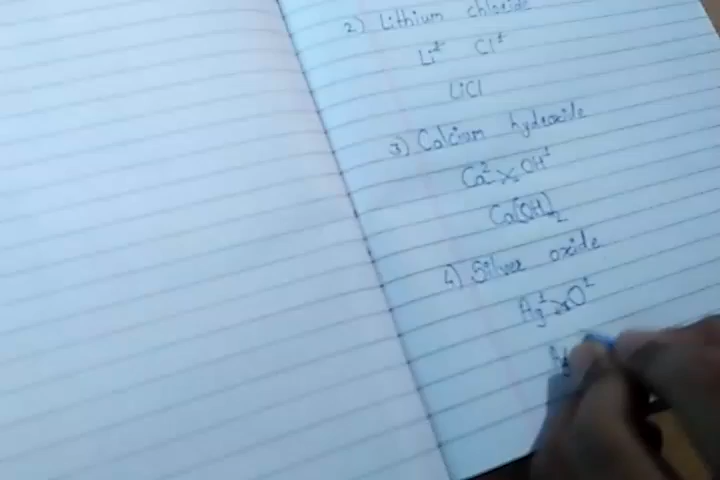 2) Lithium chloride
Li¹ Cl¹
LiCl
3) Calcium hydroxide
Ca² OH¹
Ca(OH)₂
4) Silver oxide
Ag¹ O²
Ag